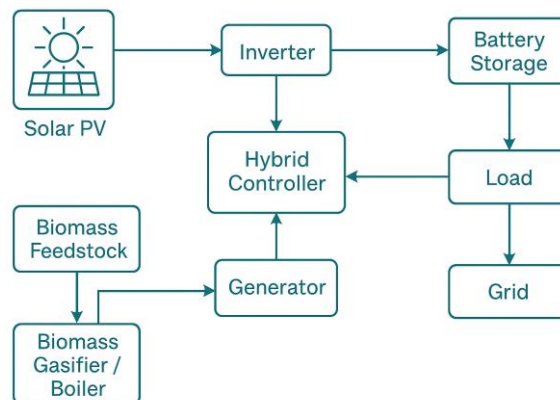 Solar PV
Inverter
Battery
Storage
Hybrid
Controller
Load
Biomass
Feedstock
Generator
Grid
Biomass
Gasifier /
Boiler